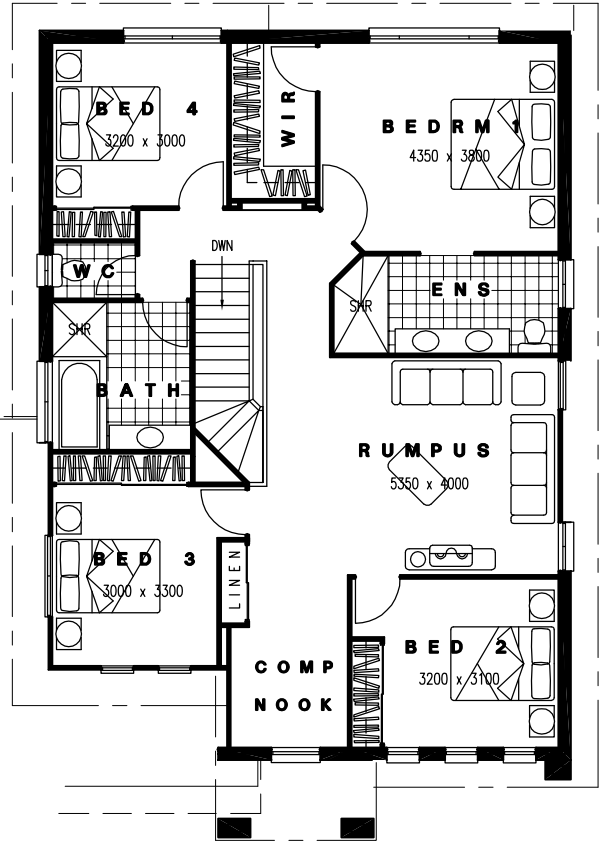 BED 4
3200 x 3000
WIR
BEDRM 1
4350 x 3800
DWN
WC
ENS
SHR
SHR
BATH
RUMPUS
5350 x 4000
BED 3
3000 x 3300
LINEN
COMP
NOOK
BED 2
3200 x 3100